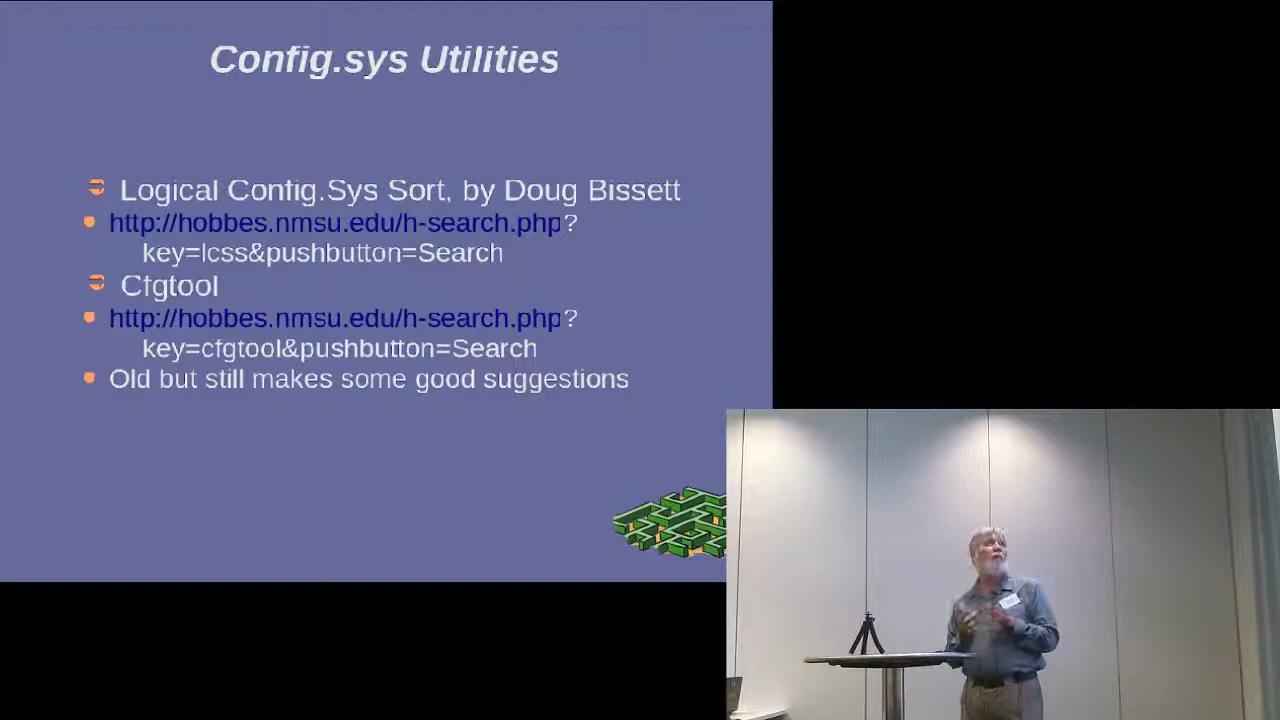 Config.sys Utilities
Logical Config.Sys Sort, by Doug Bissett
http://hobbes.nmsu.edu/h-search.php?
key=lcss&pushbutton=Search
Cfgtool
http://hobbes.nmsu.edu/h-search.php?
key=cfgtool&pushbutton=Search
Old but still makes some good suggestions